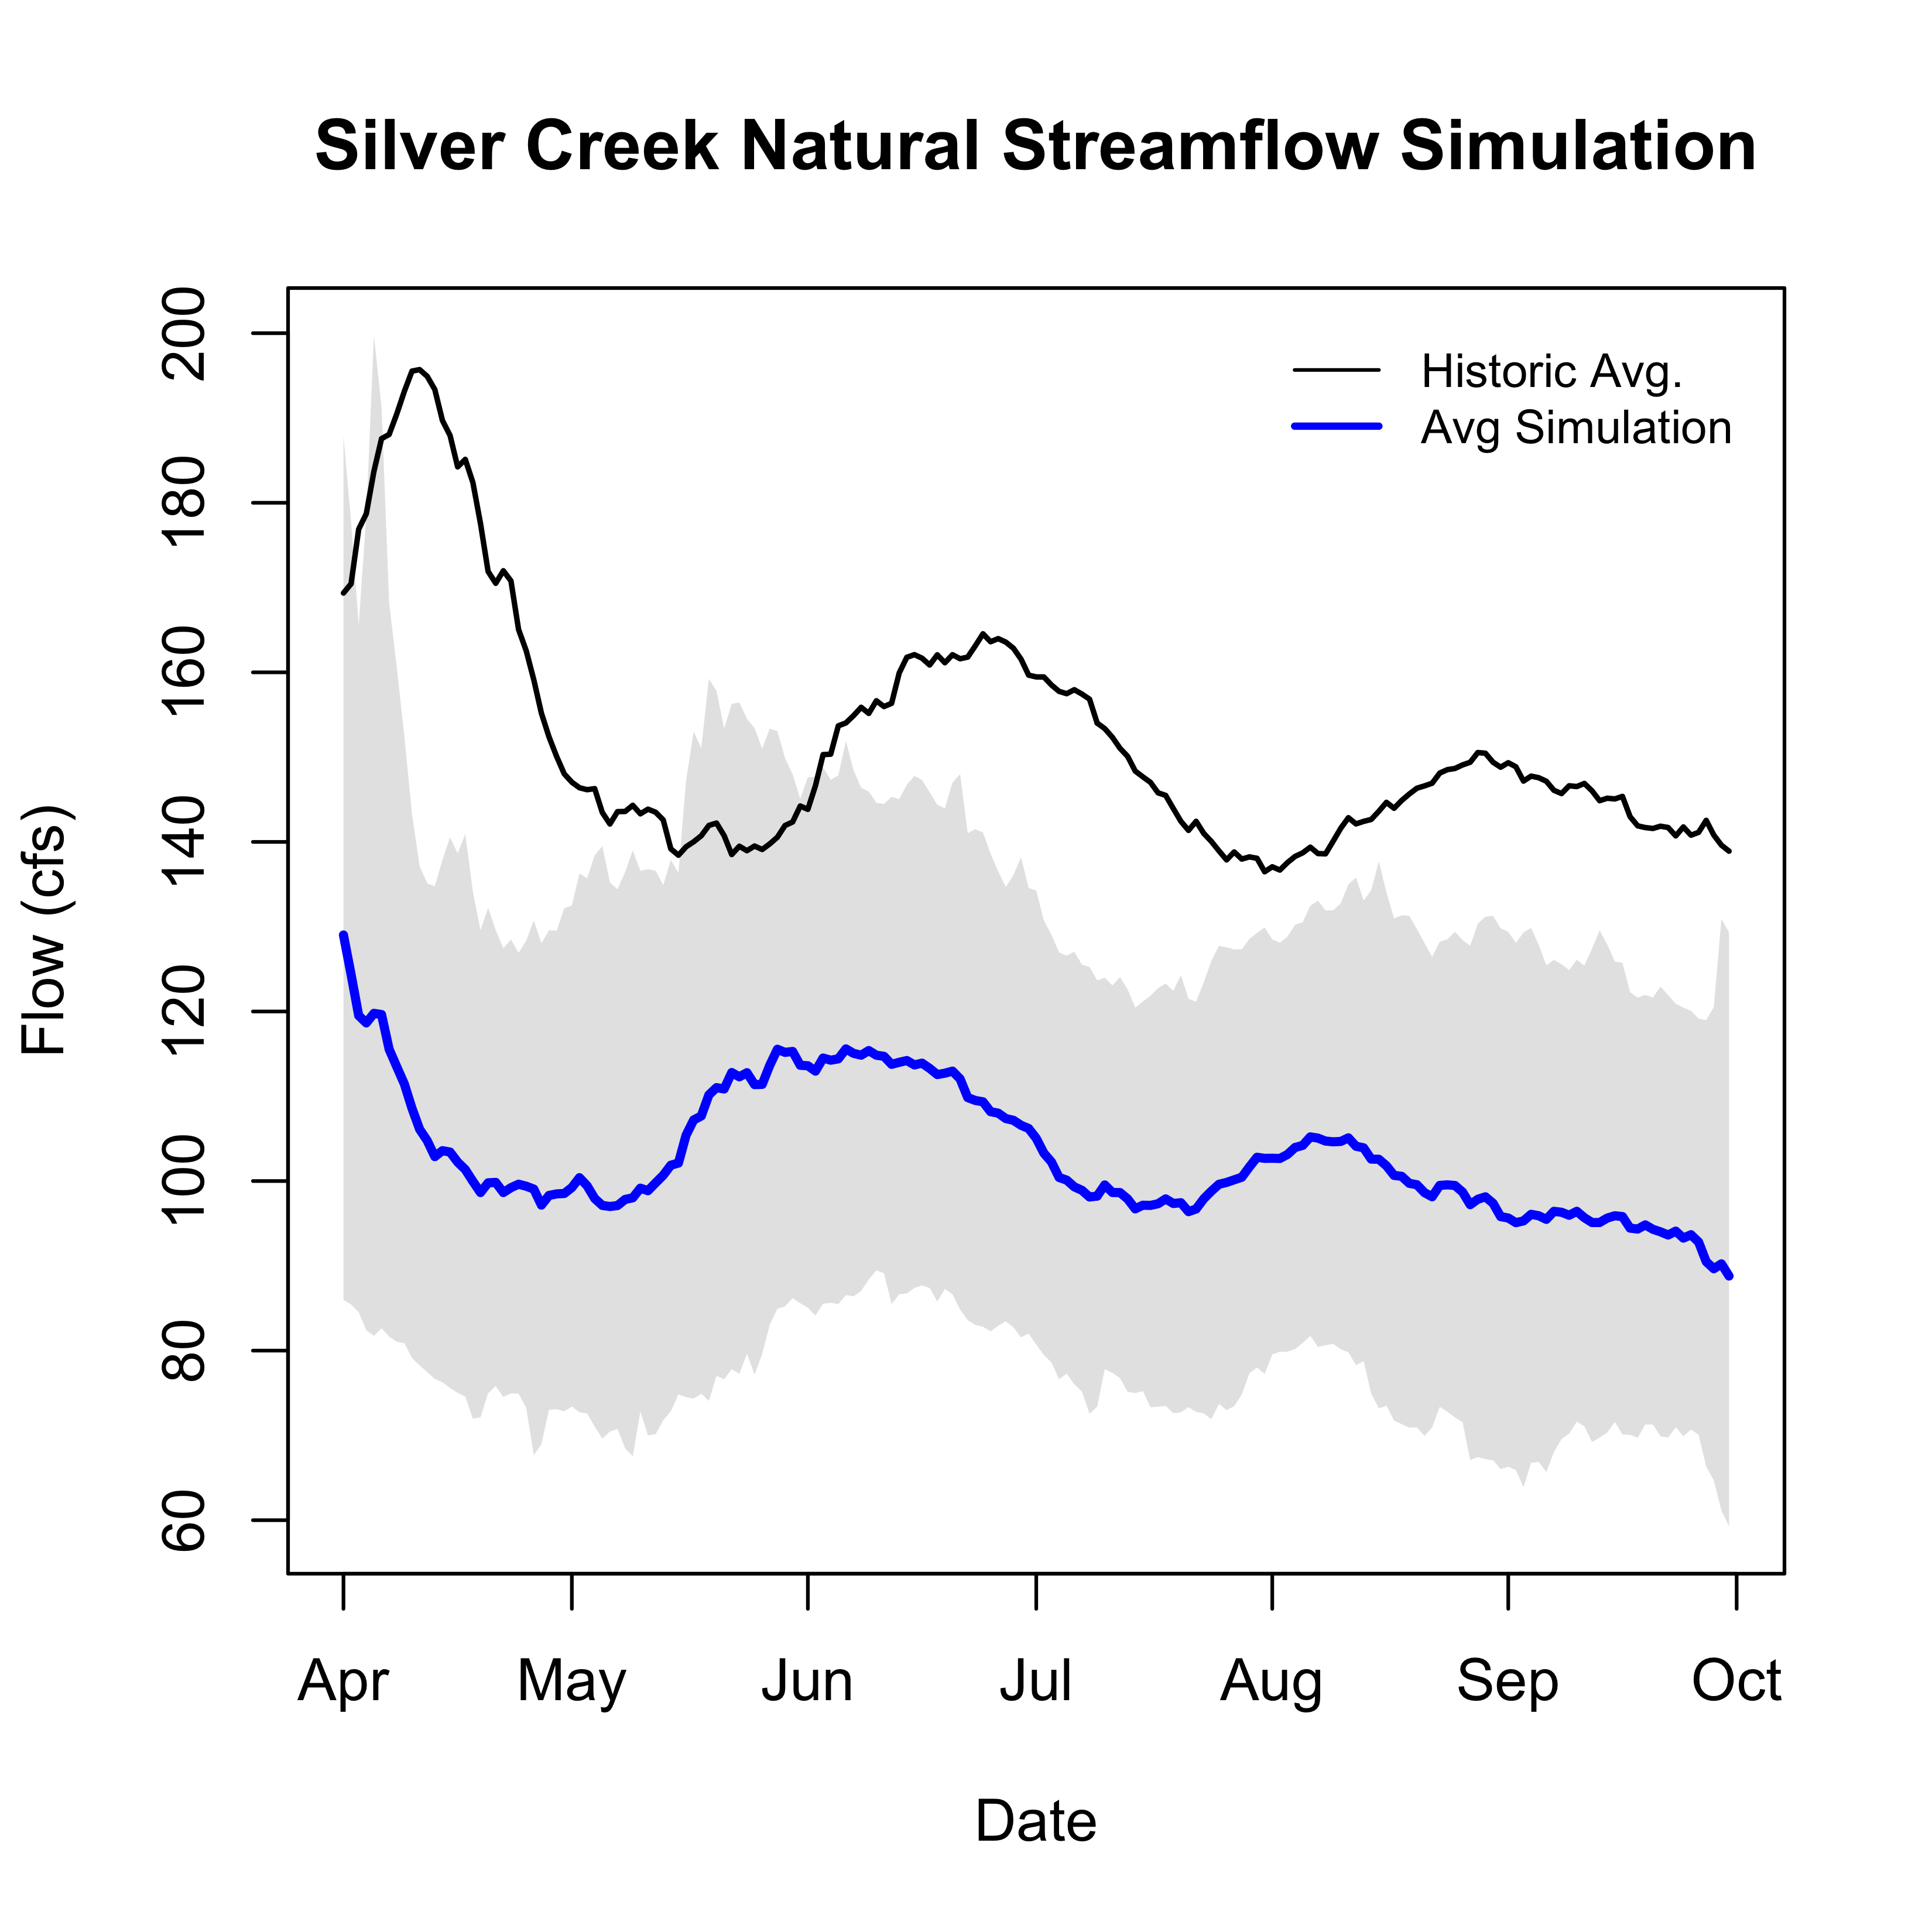 Silver Creek Natural Streamflow Simulation
Historic Avg.
Avg Simulation
Flow (cfs)
200
180
160
140
120
100
80
60
Apr May Jun Jul Aug Sep Oct
Date